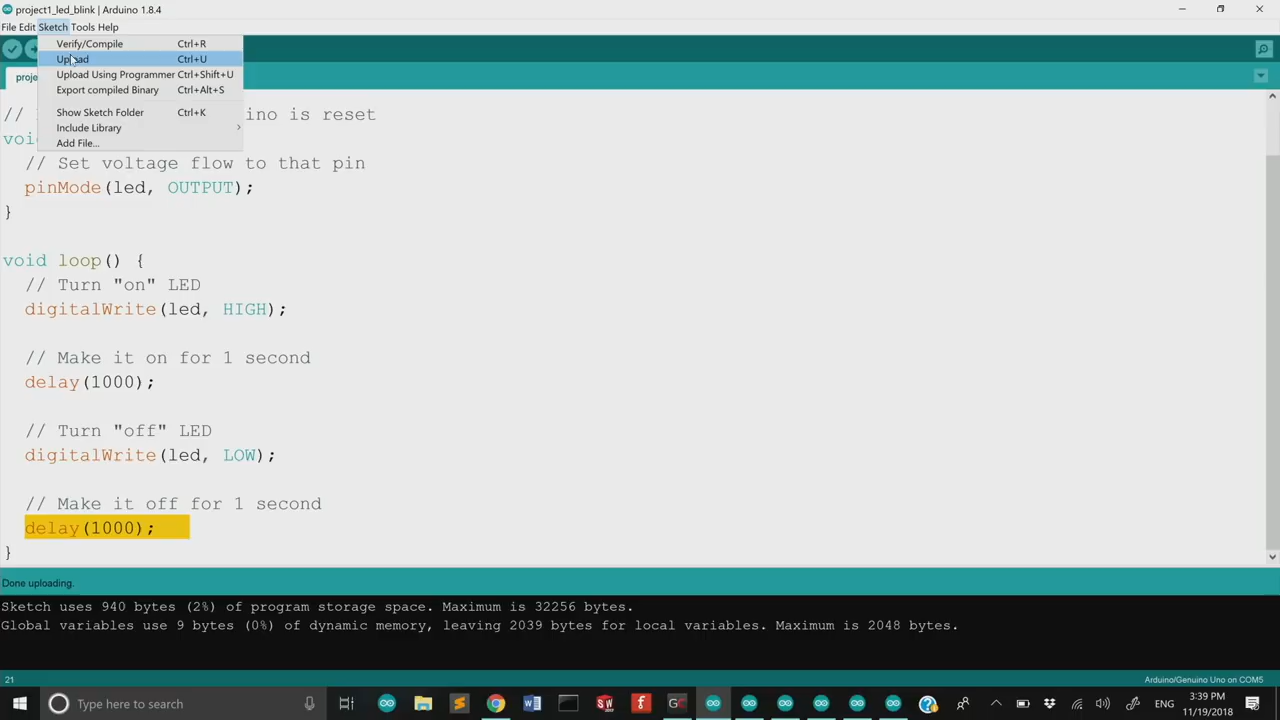 project1_led_blink | Arduino 1.8.4
File Edit Sketch Tools Help
Verify/Compile Ctrl+R
Upload Ctrl+U
Upload Using Programmer Ctrl+Shift+U
Export compiled Binary Ctrl+Alt+S
Show Sketch Folder Ctrl+K
Include Library
Add File...
proje
// ino is reset
voi
// Set voltage flow to that pin
pinMode(led, OUTPUT);
}
void loop() {
// Turn "on" LED
digitalWrite(led, HIGH);
// Make it on for 1 second
delay(1000);
// Turn "off" LED
digitalWrite(led, LOW);
// Make it off for 1 second
delay(1000);
}
Done uploading.
Sketch uses 940 bytes (2%) of program storage space. Maximum is 32256 bytes.
Global variables use 9 bytes (0%) of dynamic memory, leaving 2039 bytes for local variables. Maximum is 2048 bytes.
21 Arduino/Genuino Uno on COM5
Type here to search
ENG
3:39 PM
11/19/2018